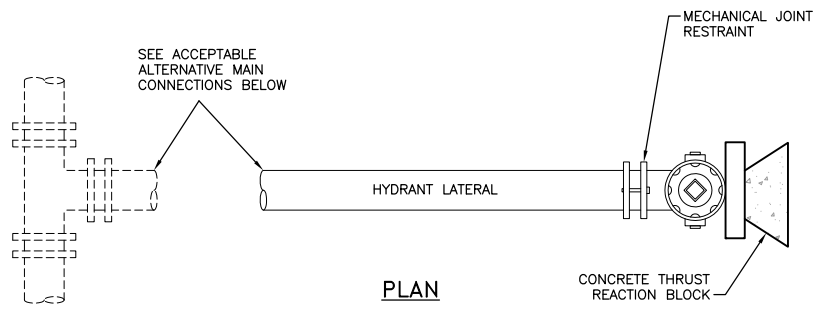 MECHANICAL JOINT
RESTRAINT
SEE ACCEPTABLE
ALTERNATIVE MAIN
CONNECTIONS BELOW
HYDRANT LATERAL
CONCRETE THRUST
REACTION BLOCK
PLAN